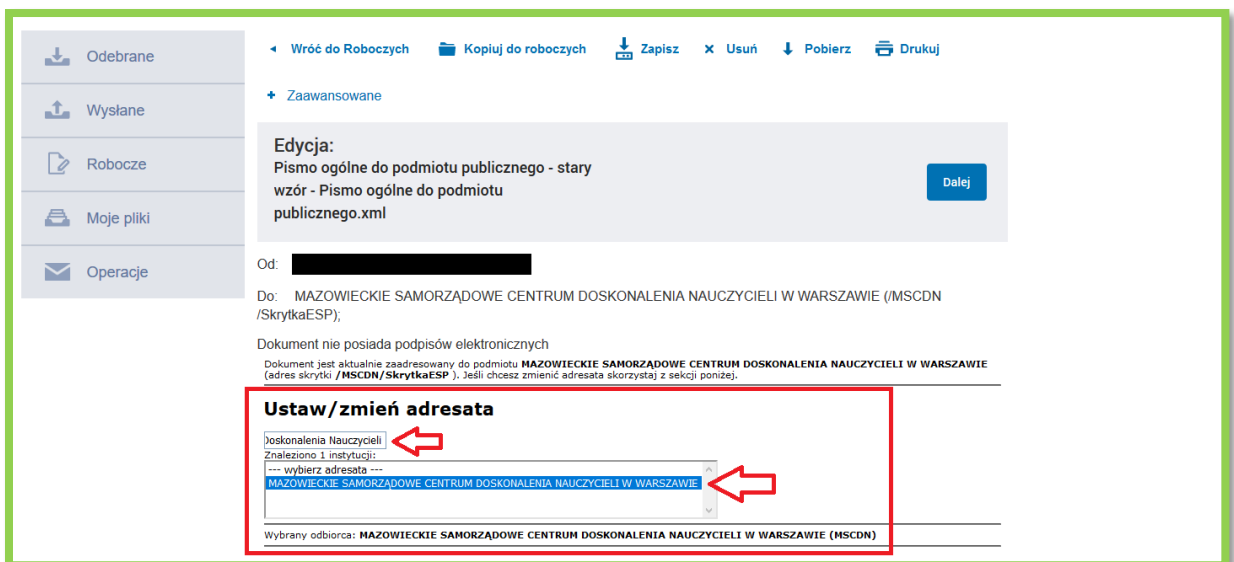 Odebrane
Wysłane
Robocze
Moje pliki
Operacje
Wróć do Roboczych Kopiuj do roboczych Zapisz Usuń Pobierz Drukuj
Zaawansowane
Edycja:
Pismo ogólne do podmiotu publicznego - stary
wzór - Pismo ogólne do podmiotu
publicznego.xml
Dalej
Od:
Do: MAZOWIECKIE SAMORZĄDOWE CENTRUM DOSKONALENIA NAUCZYCIELI W WARSZAWIE (/MSCDN
/SkrytkaESP);
Dokument nie posiada podpisów elektronicznych
Dokument jest aktualnie zaadresowany do podmiotu MAZOWIECKIE SAMORZĄDOWE CENTRUM DOSKONALENIA NAUCZYCIELI W WARSZAWIE
(adres skrytki /MSCDN/SkrytkaESP ). Jeśli chcesz zmienić adresata skorzystaj z sekcji poniżej.
Ustaw/zmień adresata
Doskonalenia Nauczycieli
Znaleziono 1 instytucji:
--- wybierz adresata ---
MAZOWIECKIE SAMORZĄDOWE CENTRUM DOSKONALENIA NAUCZYCIELI W WARSZAWIE
Wybrany odbiorca: MAZOWIECKIE SAMORZĄDOWE CENTRUM DOSKONALENIA NAUCZYCIELI W WARSZAWIE (MSCDN)